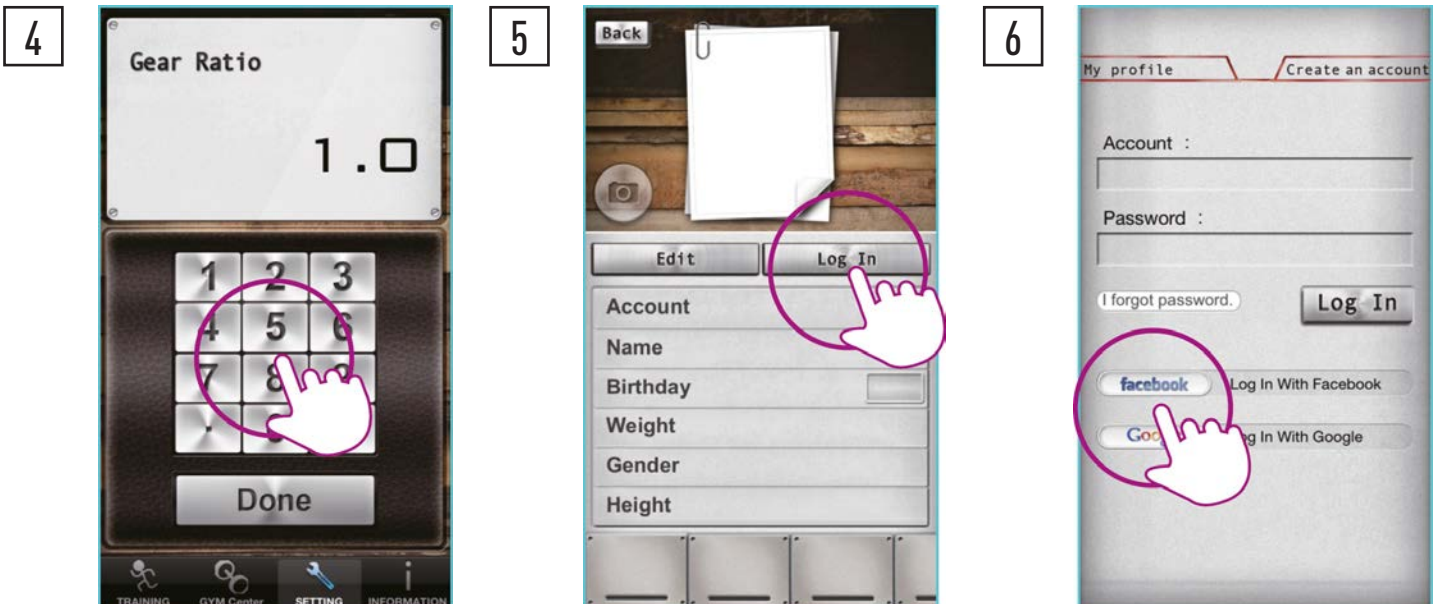 4
Gear Ratio
1.0
1 2 3
4 5 6
7 8
.
Done
TRAINING GYM Center SETTING INFORMATION
5
Back
Edit Log In
Account
Name
Birthday
Weight
Gender
Height
6
My profile Create an account
Account :
Password :
I forgot password. Log In
facebook Log In With Facebook
Log In With Google